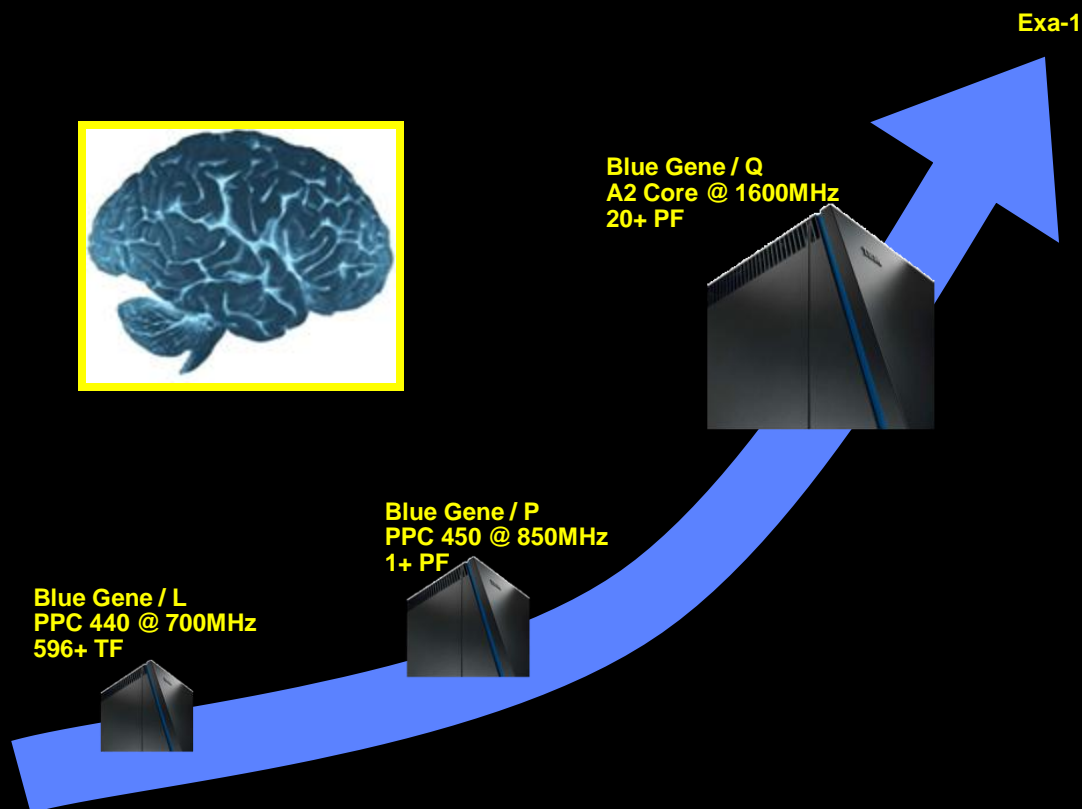 Exa-1
Blue Gene / Q
A2 Core @ 1600MHz
20+ PF
Blue Gene / P
PPC 450 @ 850MHz
1+ PF
Blue Gene / L
PPC 440 @ 700MHz
596+ TF